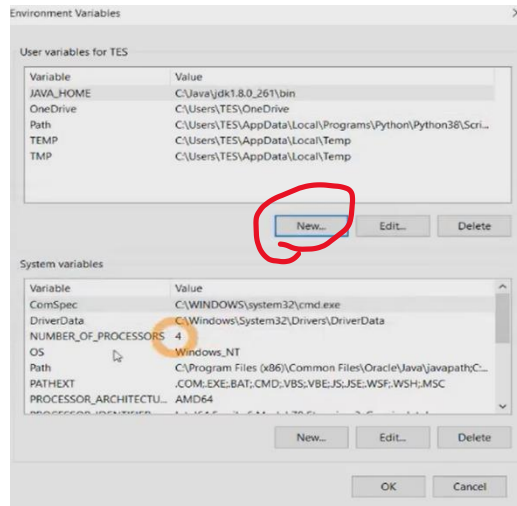 Environment Variables
User variables for TES
Variable Value
JAVA_HOME C:\Java\jdk1.8.0_261\bin
OneDrive C:\Users\TES\OneDrive
Path C:\Users\TES\AppData\Local\Programs\Python\Python38\Scri...
TEMP C:\Users\TES\AppData\Local\Temp
TMP C:\Users\TES\AppData\Local\Temp
New... Edit... Delete
System variables
Variable Value
ComSpec C:\WINDOWS\system32\cmd.exe
DriverData C:\Windows\System32\Drivers\DriverData
NUMBER_OF_PROCESSORS 4
OS Windows_NT
Path C:\Program Files (x86)\Common Files\Oracle\Java\javapath;C:...
PATHEXT .COM;.EXE;.BAT;.CMD;.VBS;.VBE;.JS;.JSE;.WSF;.WSH;.MSC
PROCESSOR_ARCHITECTU... AMD64
New... Edit... Delete
OK Cancel